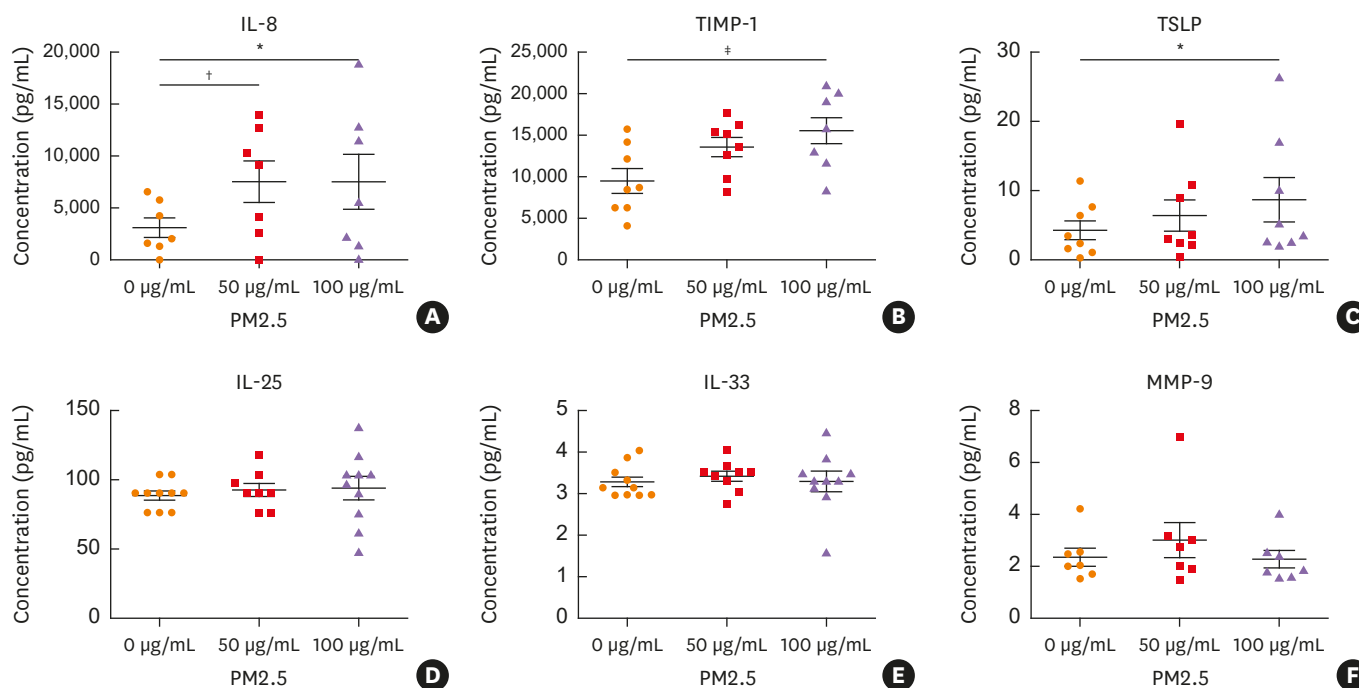 IL-8
Concentration (pg/mL)
20,000
15,000
10,000
5,000
0
*
†
0 µg/mL 50 µg/mL 100 µg/mL
PM2.5
A
TIMP-1
Concentration (pg/mL)
25,000
20,000
15,000
10,000
5,000
0
‡
0 µg/mL 50 µg/mL 100 µg/mL
PM2.5
B
TSLP
Concentration (pg/mL)
30
20
10
0
*
0 µg/mL 50 µg/mL 100 µg/mL
PM2.5
C
IL-25
Concentration (pg/mL)
150
100
50
0
0 µg/mL 50 µg/mL 100 µg/mL
PM2.5
D
IL-33
Concentration (pg/mL)
5
4
3
2
1
0
0 µg/mL 50 µg/mL 100 µg/mL
PM2.5
E
MMP-9
Concentration (pg/mL)
8
6
4
2
0
0 µg/mL 50 µg/mL 100 µg/mL
PM2.5
F